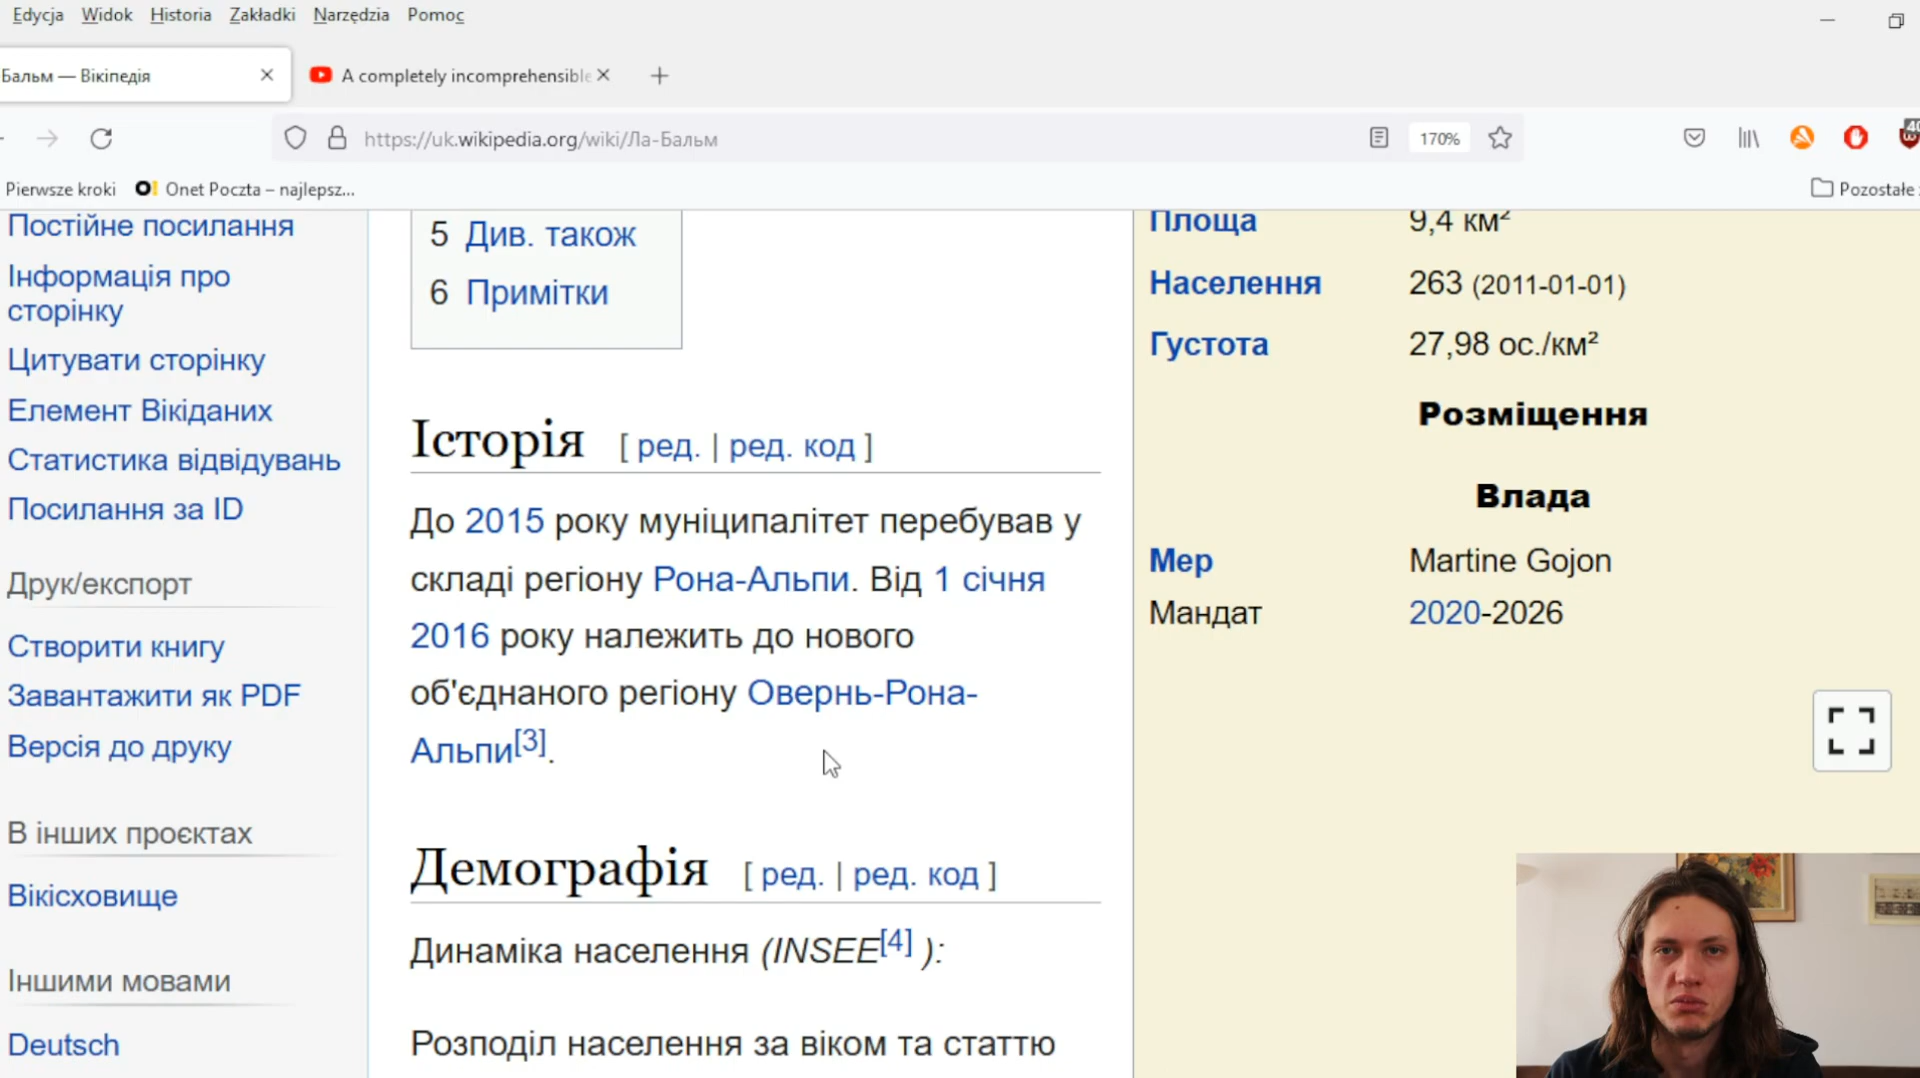 Edycja Widok Historia Zakładki Narzędzia Pomoc
Бальм — Вікіпедія
A completely incomprehensible
https://uk.wikipedia.org/wiki/Ла-Бальм
170%
40
Pierwsze kroki
O! Onet Poczta – najlepsz...
Pozostałe
Постійне посилання
Інформація про
сторінку
Цитувати сторінку
Елемент Вікіданих
Статистика відвідувань
Посилання за ID
Друк/експорт
Створити книгу
Завантажити як PDF
Версія до друку
В інших проєктах
Вікісховище
Іншими мовами
Deutsch
5 Див. також
6 Примітки
Історія [ ред. | ред. код ]
До 2015 року муніципалітет перебував у
складі регіону Рона-Альпи. Від 1 січня
2016 року належить до нового
об'єднаного регіону Овернь-Рона-
Альпи[3].
Демографія [ ред. | ред. код ]
Динаміка населення (INSEE[4] ):
Розподіл населення за віком та статтю
Площа 9,4 км²
Населення 263 (2011-01-01)
Густота 27,98 ос./км²
Розміщення
Влада
Мер Martine Gojon
Мандат 2020-2026